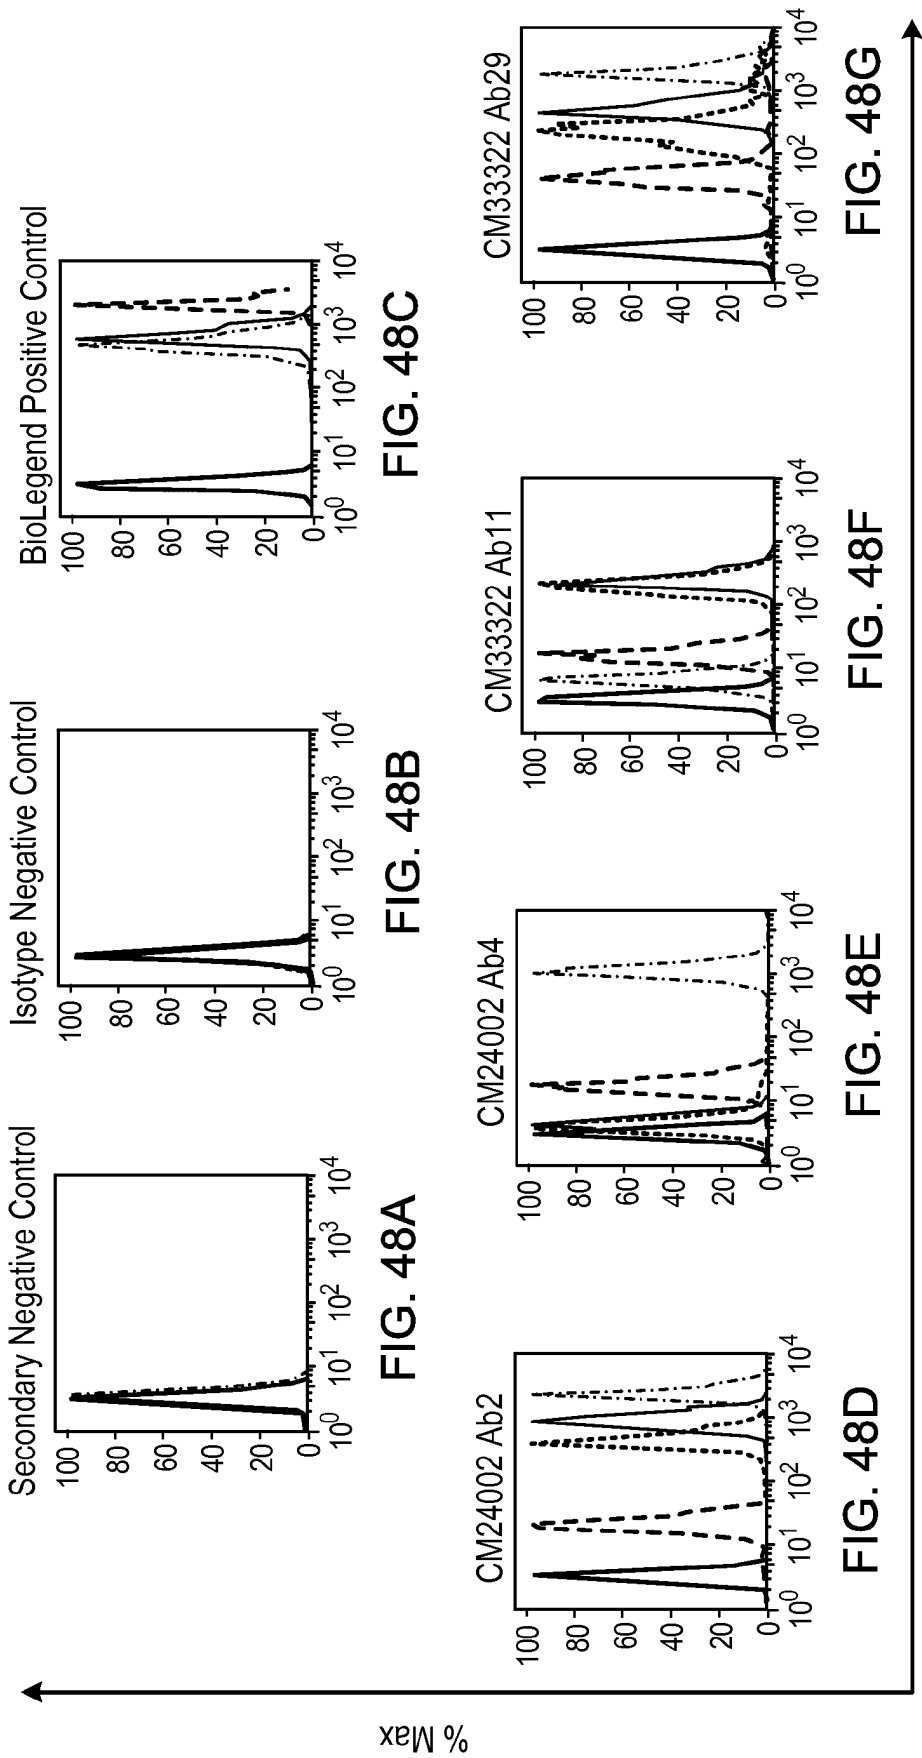 % Max
Secondary Negative Control
100
80
60
40
20
0
10^0 10^1 10^2 10^3 10^4
FIG. 48A
Isotype Negative Control
100
80
60
40
20
0
10^0 10^1 10^2 10^3 10^4
FIG. 48B
BioLegend Positive Control
100
80
60
40
20
0
10^0 10^1 10^2 10^3 10^4
FIG. 48C
CM24002 Ab2
100
80
60
40
20
0
10^0 10^1 10^2 10^3 10^4
FIG. 48D
CM24002 Ab4
100
80
60
40
20
0
10^0 10^1 10^2 10^3 10^4
FIG. 48E
CM33322 Ab11
100
80
60
40
20
0
10^0 10^1 10^2 10^3 10^4
FIG. 48F
CM33322 Ab29
100
80
60
40
20
0
10^0 10^1 10^2 10^3 10^4
FIG. 48G